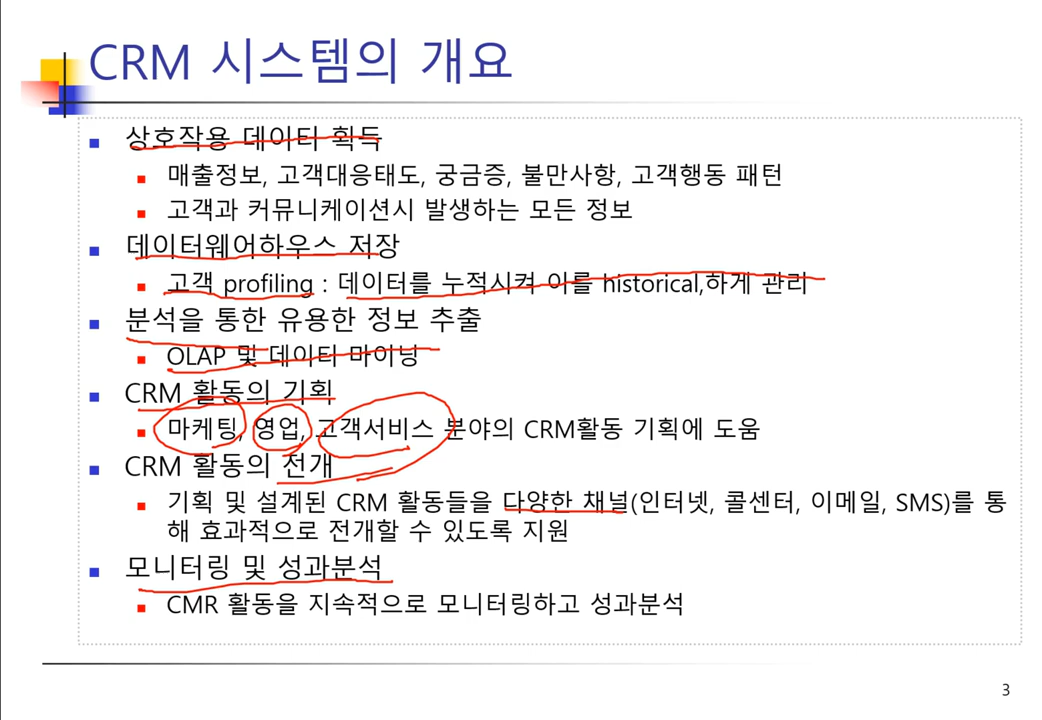 CRM 시스템의 개요
상호작용 데이터 획득
매출정보, 고객대응태도, 궁금증, 불만사항, 고객행동 패턴
고객과 커뮤니케이션시 발생하는 모든 정보
데이터웨어하우스 저장
고객 profiling : 데이터를 누적시켜 이를 historical,하게 관리
분석을 통한 유용한 정보 추출
OLAP 및 데이터 마이닝
CRM 활동의 기획
마케팅, 영업, 고객서비스 분야의 CRM활동 기획에 도움
CRM 활동의 전개
기획 및 설계된 CRM 활동들을 다양한 채널(인터넷, 콜센터, 이메일, SMS)를 통
해 효과적으로 전개할 수 있도록 지원
모니터링 및 성과분석
CMR 활동을 지속적으로 모니터링하고 성과분석
3